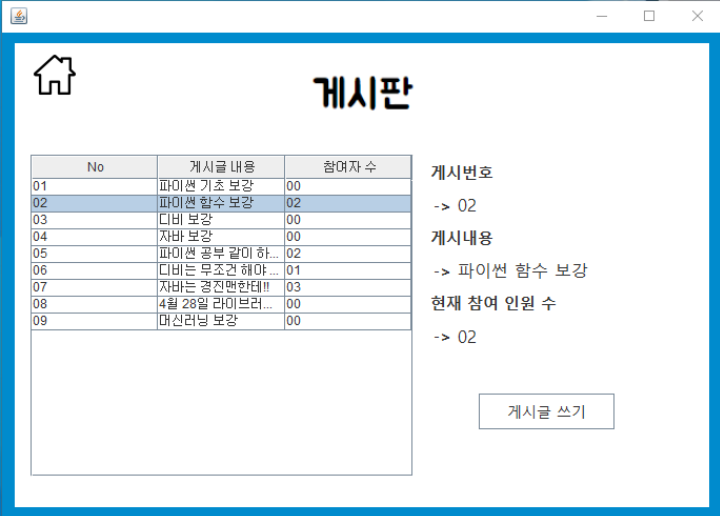 게시판
No 게시글 내용 참여자 수
01 파이썬 기초 보강 00
02 파이썬 함수 보강 02
03 디비 보강 00
04 자바 보강 00
05 파이썬 공부 같이 하... 02
06 디비는 무조건 해야 ... 01
07 자바는 경진맨한테!! 03
08 4월 28일 라이브러... 00
09 머신러닝 보강 00
게시번호
-> 02
게시내용
-> 파이썬 함수 보강
현재 참여 인원 수
-> 02
게시글 쓰기